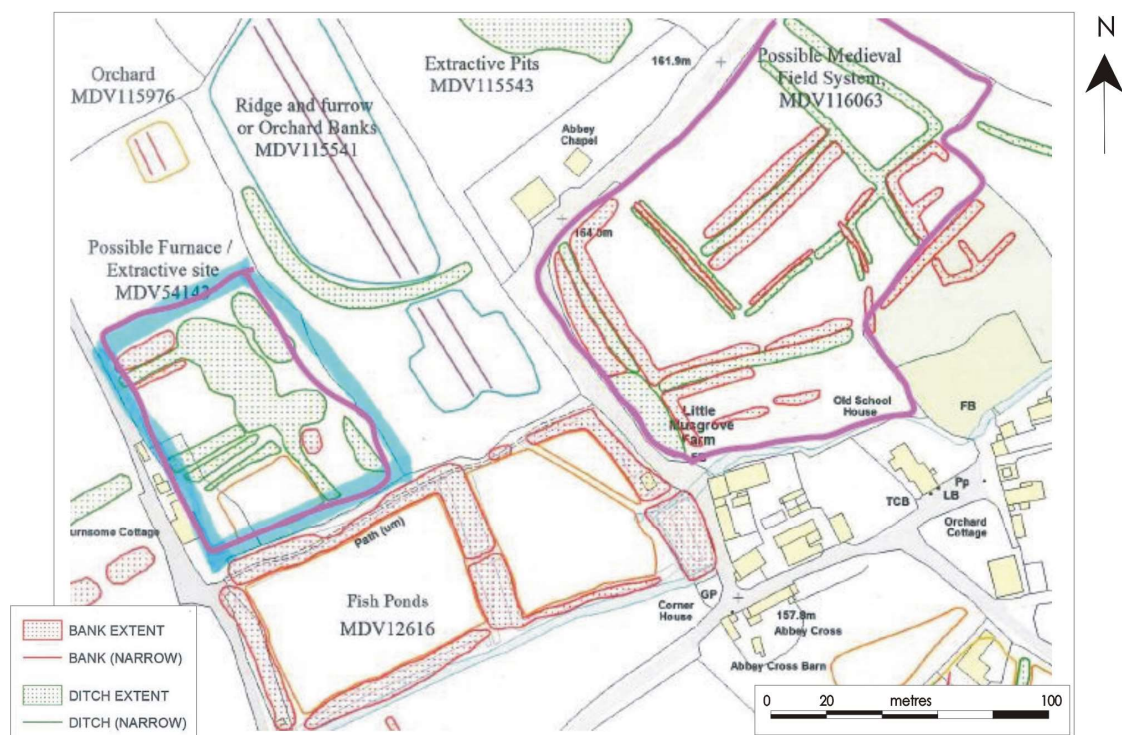 N
Orchard
MDV115976
Ridge and furrow
or Orchard Banks
MDV115541
Extractive Pits
MDV115543
161.9m
Possible Medieval
Field System,
MDV116063
Abbey
Chapel
164.0m
Possible Furnace /
Extractive site
Little
Musgrove
Farm
Old School
House
FB
Path (um)
Fish Ponds
MDV12616
Cottage
TCB
LB
Pp
Orchard
Cottage
GP
Corner
House
157.8m
Abbey Cross
Abbey Cross Barn
BANK EXTENT
BANK (NARROW)
DITCH EXTENT
DITCH (NARROW)
0 20 metres 100